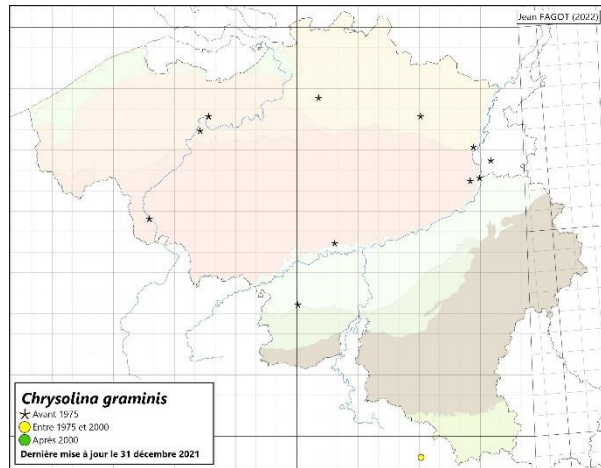 Jean FAGOT (2022)
Chrysolina graminis
Avant 1975
Entre 1975 et 2000
Après 2000
Dernière mise à jour le 31 décembre 2021